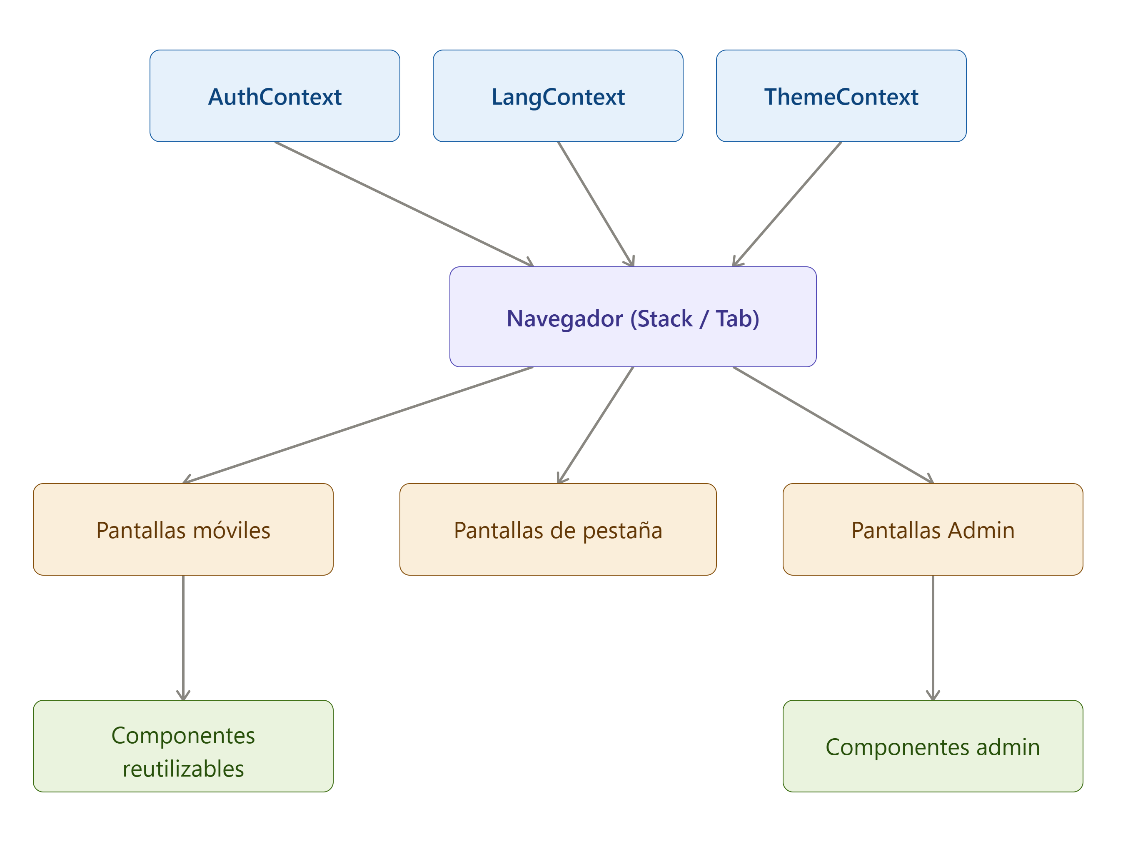 AuthContext
LangContext
ThemeContext
Navegador (Stack / Tab)
Pantallas móviles
Pantallas de pestaña
Pantallas Admin
Componentes
reutilizables
Componentes admin